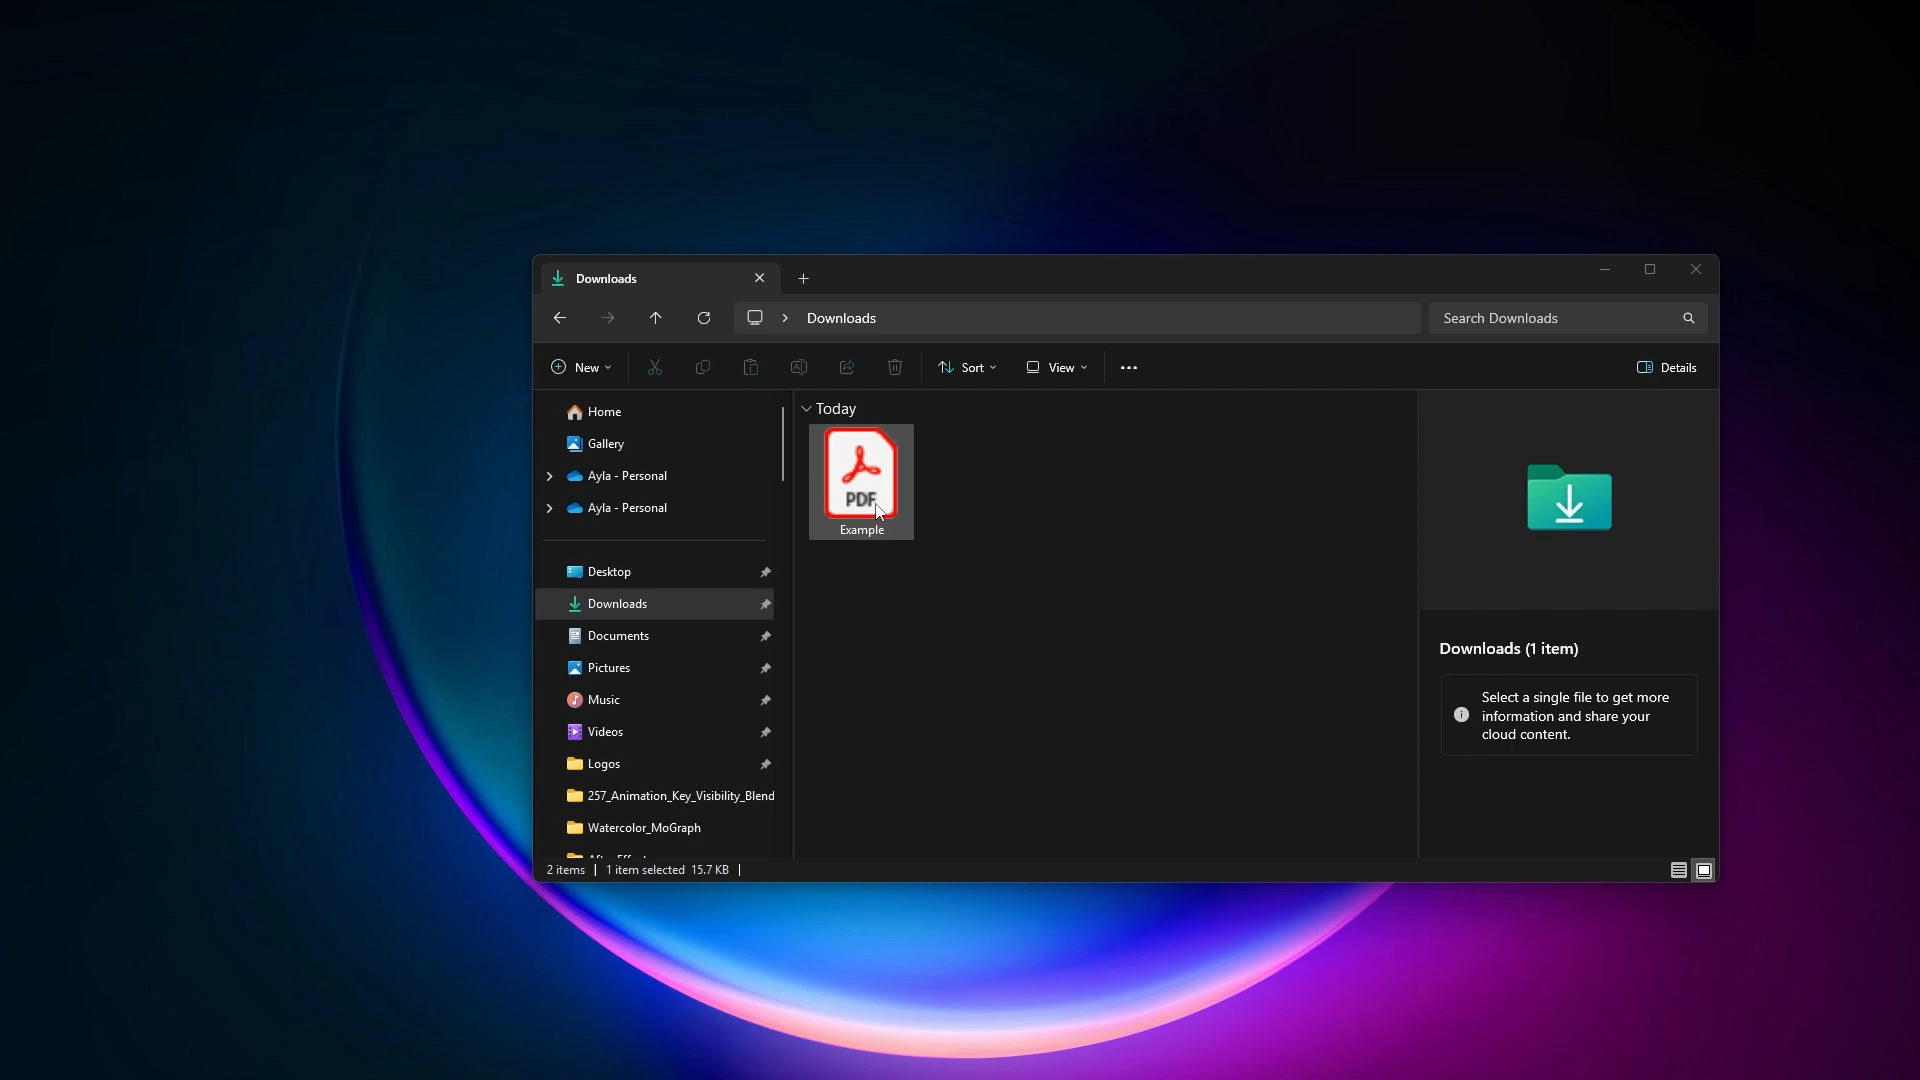 Downloads
Downloads
Search Downloads
New
Sort
View
Details
Home
Gallery
Ayla - Personal
Ayla - Personal
Desktop
Downloads
Documents
Pictures
Music
Videos
Logos
257_Animation_Key_Visibility_Blend
Watercolor_MoGraph
Today
PDF
Example
Downloads (1 item)
Select a single file to get more
information and share your
cloud content.
2 items
1 item selected 15.7 KB